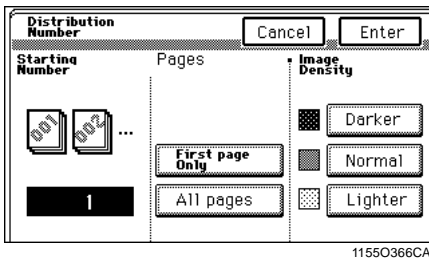 Distribution
Number
Cancel
Enter
Starting
Number
Pages
Image
Density
001
002
...
Darker
First page
Only
Normal
1
All pages
Lighter
1155O366CA